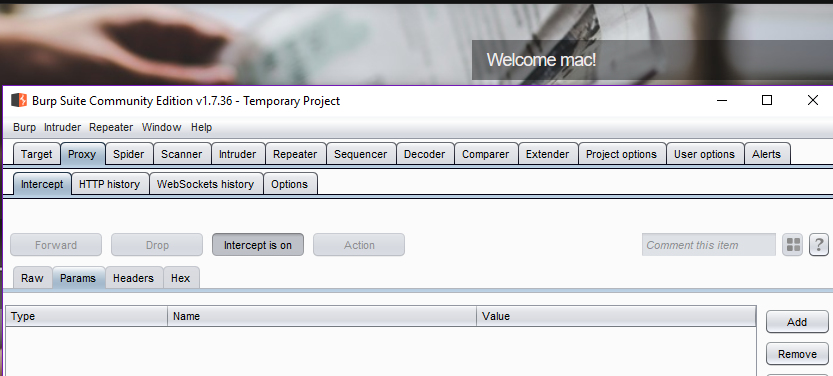 Welcome mac!
Burp Suite Community Edition v1.7.36 - Temporary Project
Burp Intruder Repeater Window Help
Target Proxy Spider Scanner Intruder Repeater Sequencer Decoder Comparer Extender Project options User options Alerts
Intercept HTTP history WebSockets history Options
Forward Drop Intercept is on Action Comment this item ?
Raw Params Headers Hex
Type Name Value Add
Remove